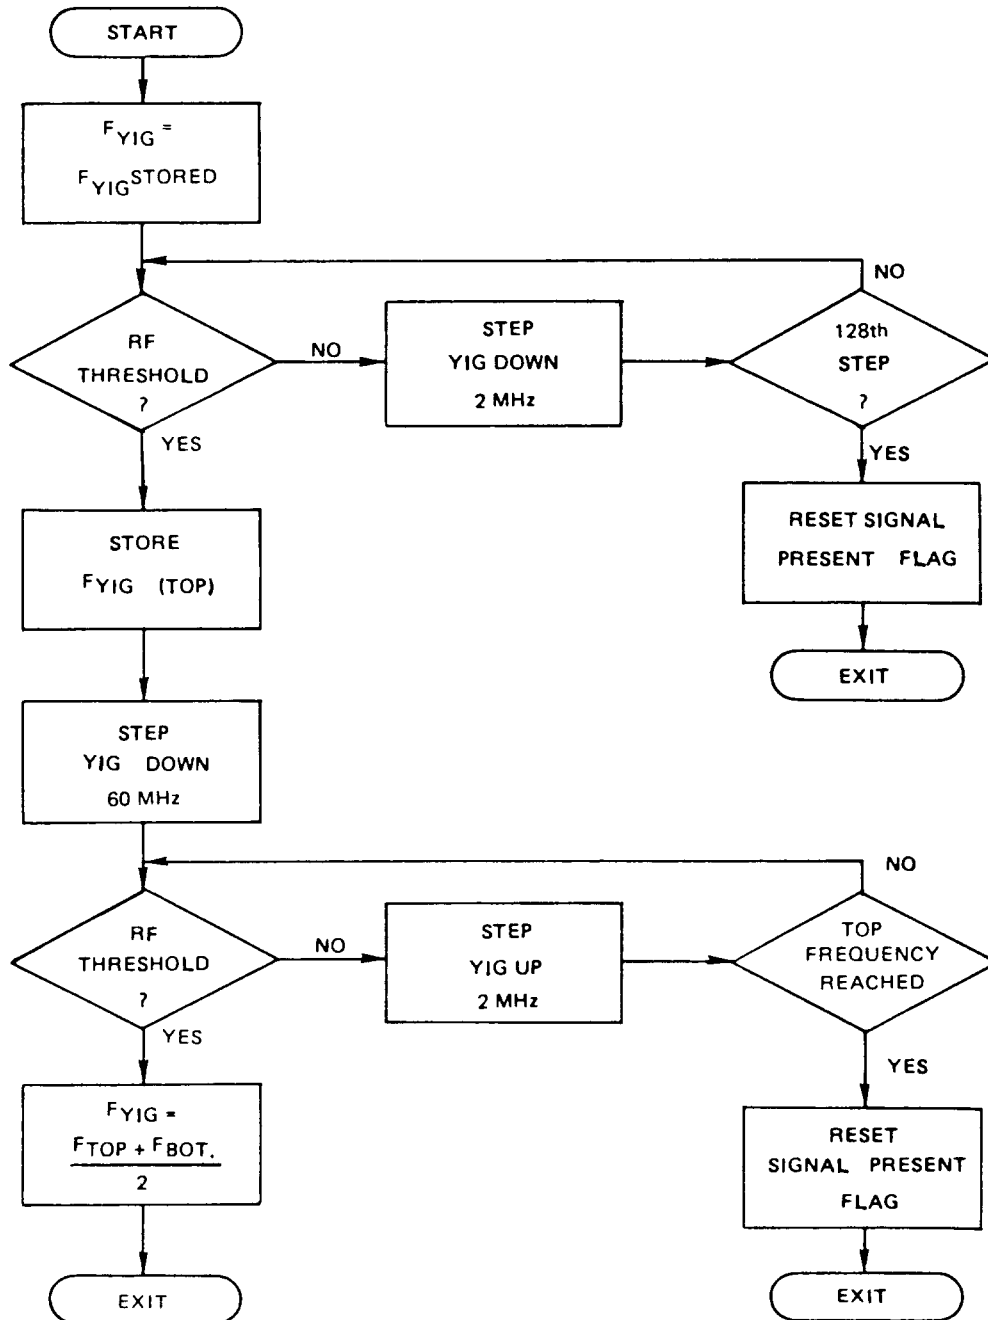 START
FYIG =
FYIG STORED
NO
RF
THRESHOLD
?
NO
STEP
YIG DOWN
2 MHz
128th
STEP
?
YES
YES
STORE
FYIG (TOP)
RESET SIGNAL
PRESENT FLAG
EXIT
STEP
YIG DOWN
60 MHz
NO
RF
THRESHOLD
?
NO
STEP
YIG UP
2 MHz
TOP
FREQUENCY
REACHED
YES
YES
FYIG =
FTOP + FBOT.
2
RESET
SIGNAL PRESENT
FLAG
EXIT
EXIT